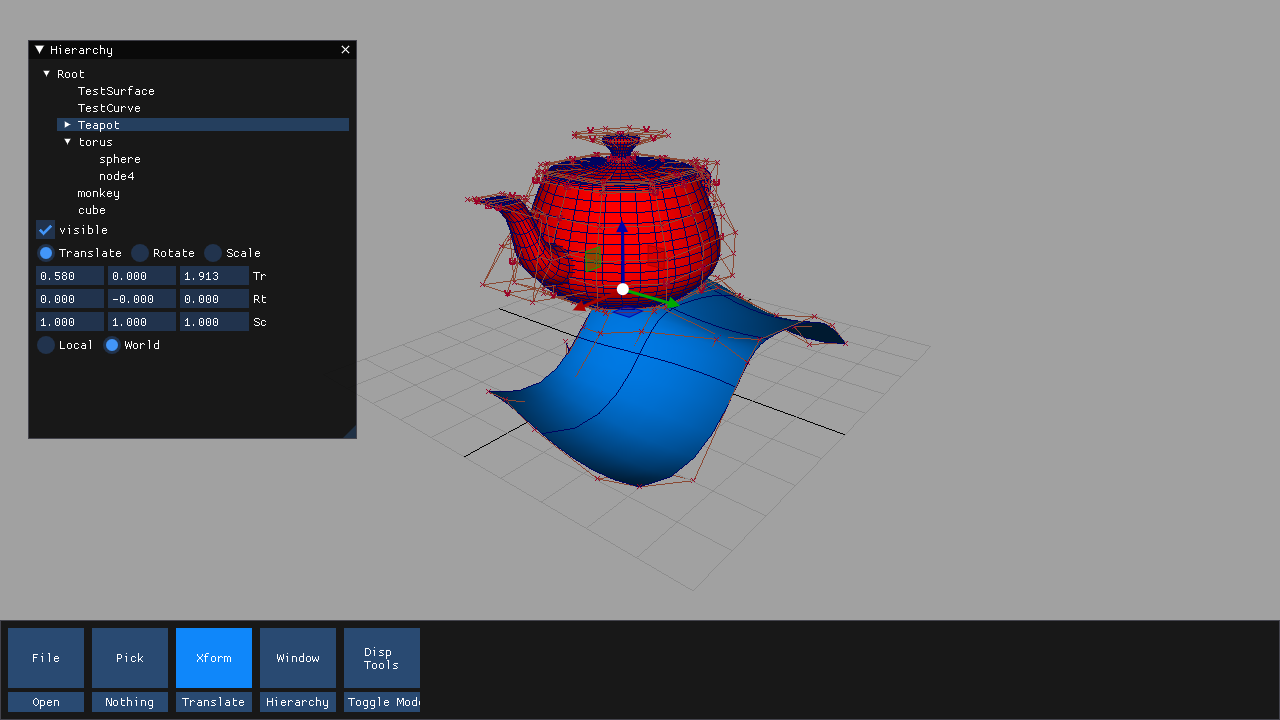 Hierarchy
Root
TestSurface
TestCurve
Teapot
torus
sphere
node4
monkey
cube
visible
Translate Rotate Scale
0.580 0.000 1.913 Tr
0.000 -0.000 0.000 Rt
1.000 1.000 1.000 Sc
Local World
File Pick Xform Window Disp Tools
Open Nothing Translate Hierarchy Toggle Mod